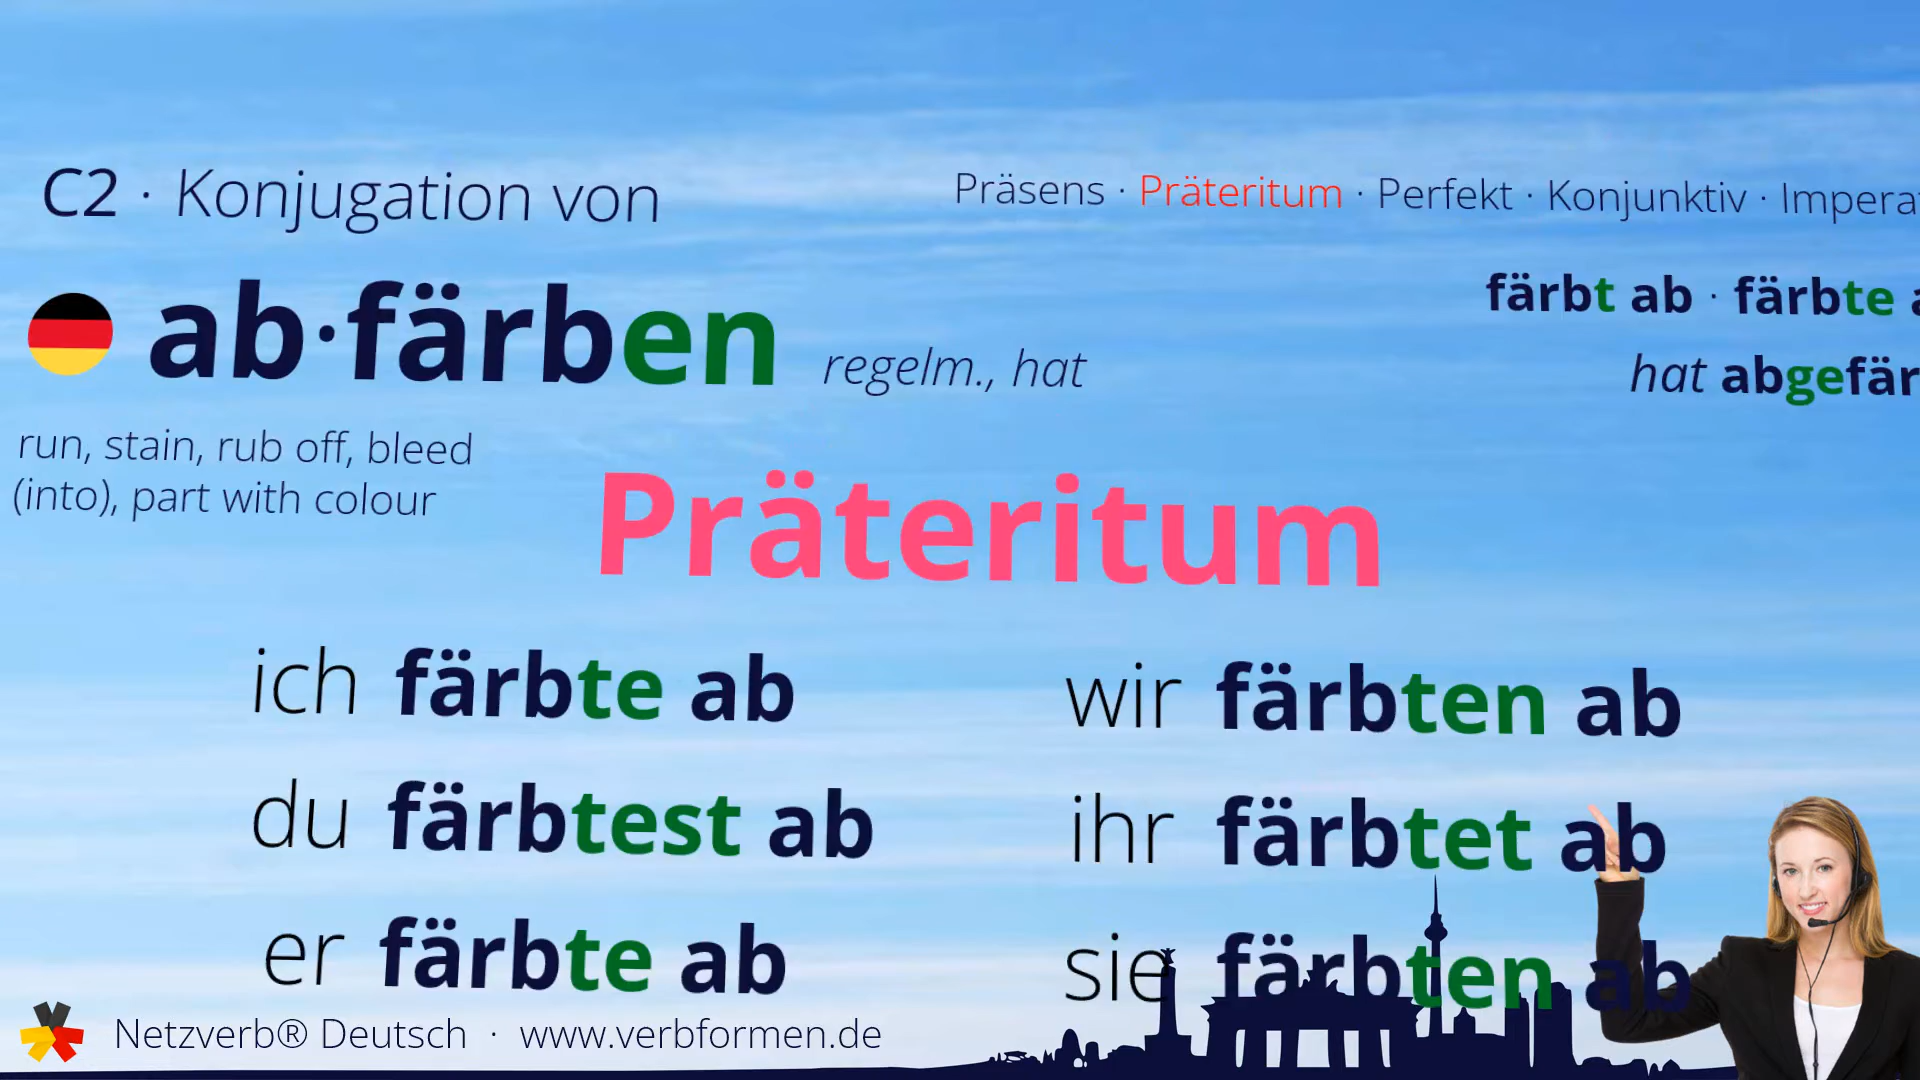 C2 · Konjugation von
Präsens · Präteritum · Perfekt · Konjunktiv ·
ab·färben regelm., hat
färbt ab · färbte
hat
run, stain, rub off, bleed
(into), part with colour
Präteritum
ich färbte ab
du färbtest ab
er färbte ab
wir färbten ab
ihr färbtet ab
sie färbten ab
Netzverb® Deutsch · www.verbformen.de